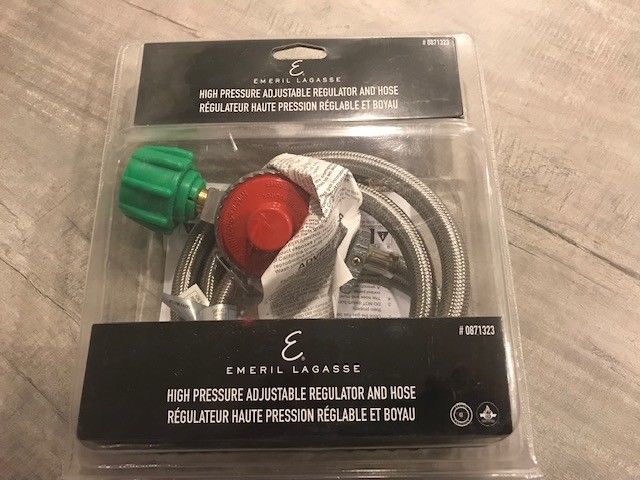 # 0871323
E
EMERIL LAGASSE
HIGH PRESSURE ADJUSTABLE REGULATOR AND HOSE
RÉGULATEUR HAUTE PRESSION RÉGLABLE ET BOYAU
# 0871323
E
EMERIL LAGASSE
HIGH PRESSURE ADJUSTABLE REGULATOR AND HOSE
RÉGULATEUR HAUTE PRESSION RÉGLABLE ET BOYAU